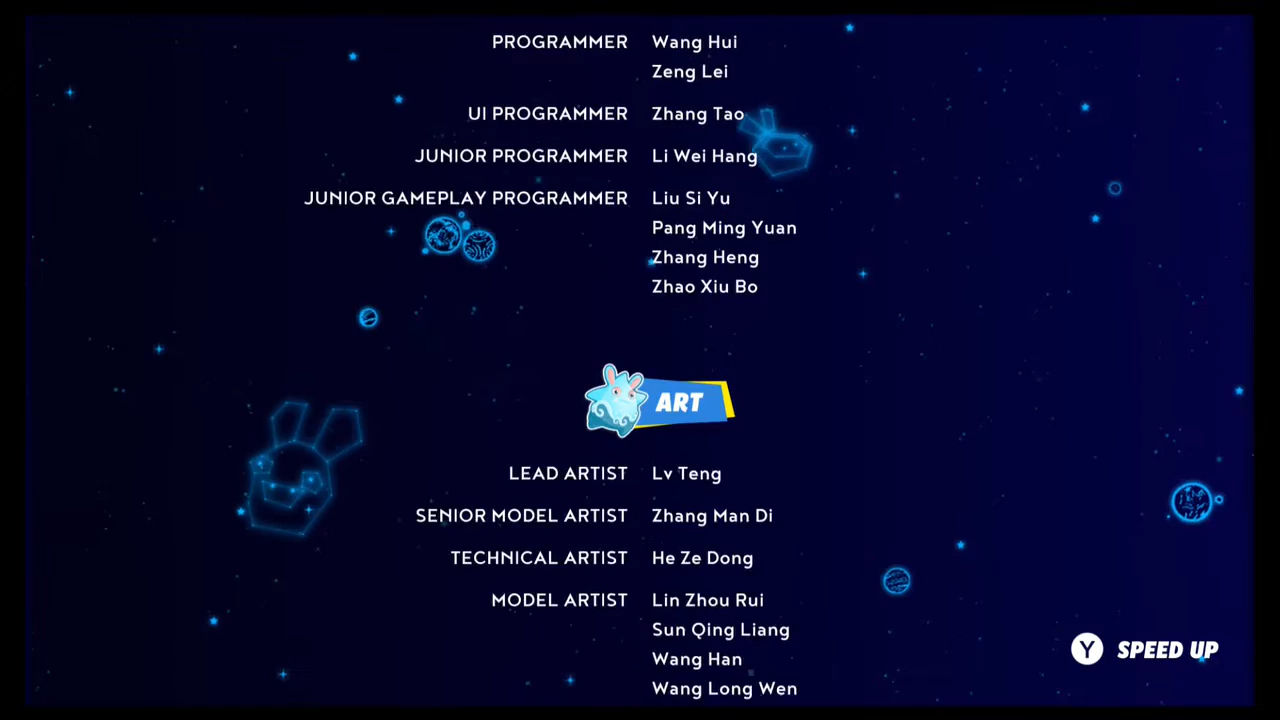 PROGRAMMER Wang Hui
Zeng Lei
UI PROGRAMMER Zhang Tao
JUNIOR PROGRAMMER Li Wei Hang
JUNIOR GAMEPLAY PROGRAMMER Liu Si Yu
Pang Ming Yuan
Zhang Heng
Zhao Xiu Bo
ART
LEAD ARTIST Lv Teng
SENIOR MODEL ARTIST Zhang Man Di
TECHNICAL ARTIST He Ze Dong
MODEL ARTIST Lin Zhou Rui
Sun Qing Liang
Y SPEED UP
Wang Han
Wang Long Wen